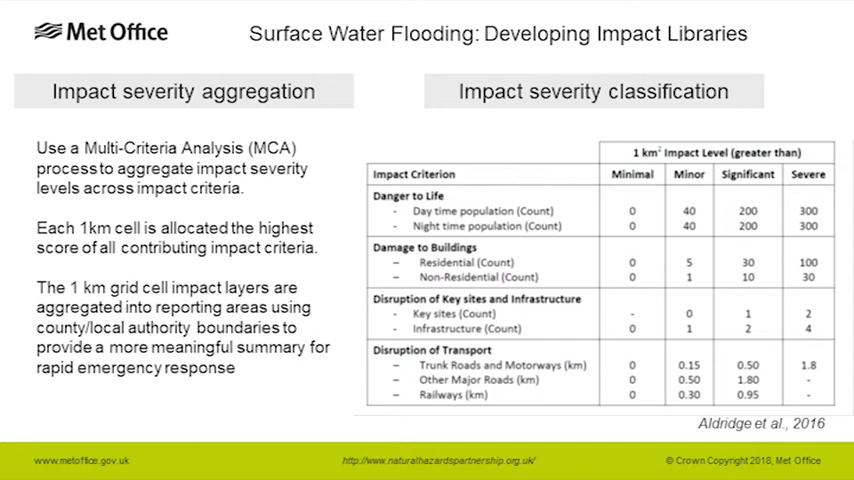 Met Office
Surface Water Flooding: Developing Impact Libraries
Impact severity aggregation
Impact severity classification
Use a Multi-Criteria Analysis (MCA)
process to aggregate impact severity
levels across impact criteria.
Each 1km cell is allocated the highest
score of all contributing impact criteria.
The 1 km grid cell impact layers are
aggregated into reporting areas using
county/local authority boundaries to
provide a more meaningful summary for
rapid emergency response
1 km² Impact Level (greater than)
Impact Criterion Minimal Minor Significant Severe
Danger to Life
- Day time population (Count) 0 40 200 300
- Night time population (Count) 0 40 200 300
Damage to Buildings
– Residential (Count) 0 5 30 100
– Non-Residential (Count) 0 1 10 30
Disruption of Key sites and Infrastructure
- Key sites (Count) - 0 1 2
- Infrastructure (Count) 0 1 2 4
Disruption of Transport
– Trunk Roads and Motorways (km) 0 0.15 0.50 1.8
– Other Major Roads (km) 0 0.50 1.80 -
– Railways (km) 0 0.30 0.95 -
Aldridge et al., 2016
www.metoffice.gov.uk
http://www.naturalhazardspartnership.org.uk/
© Crown Copyright 2018, Met Office